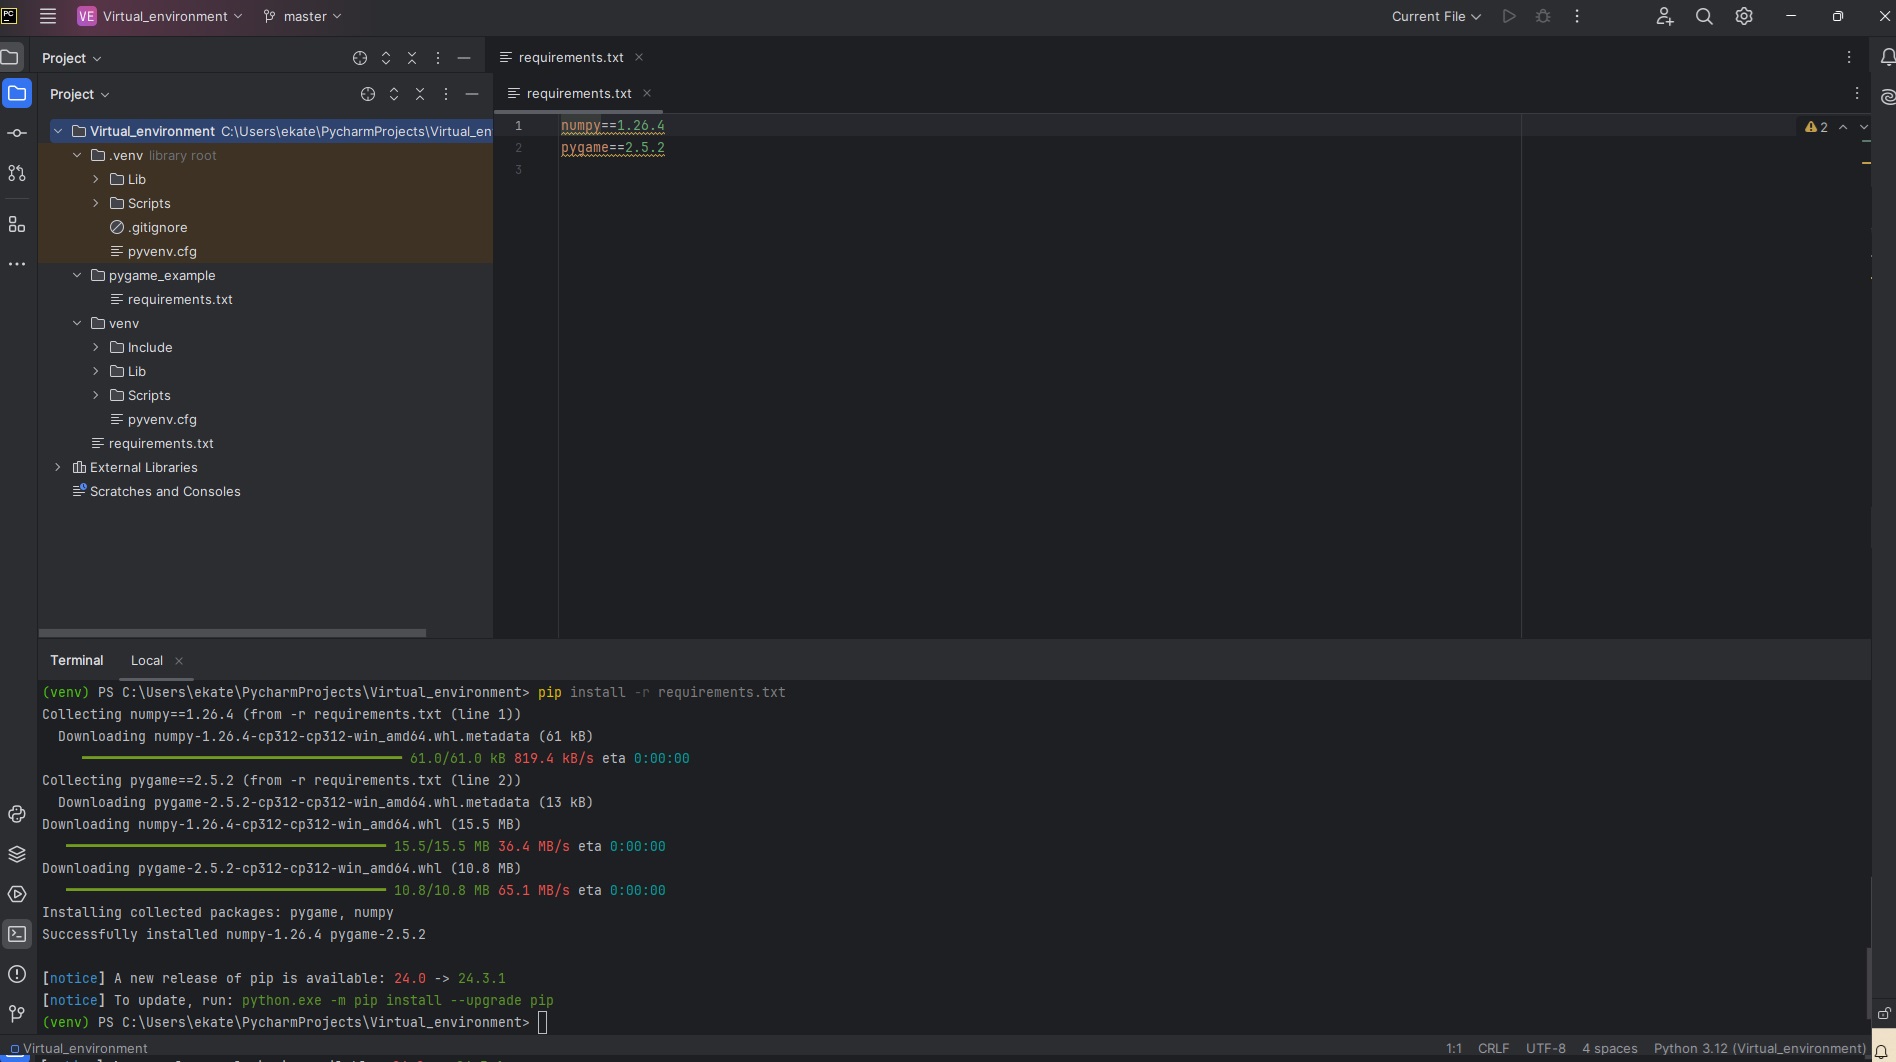 PC
VE Virtual_environment master Current File
Project
requirements.txt
Project
requirements.txt
Virtual_environment C:\Users\ekate\PycharmProjects\Virtual_en
.venv library root
Lib
Scripts
.gitignore
pyvenv.cfg
pygame_example
requirements.txt
venv
Include
Lib
Scripts
pyvenv.cfg
requirements.txt
External Libraries
Scratches and Consoles
1 numpy==1.26.4
2 pygame==2.5.2
3
2
Terminal Local
(venv) PS C:\Users\ekate\PycharmProjects\Virtual_environment> pip install -r requirements.txt
Collecting numpy==1.26.4 (from -r requirements.txt (line 1))
Downloading numpy-1.26.4-cp312-cp312-win_amd64.whl.metadata (61 kB)
61.0/61.0 kB 819.4 kB/s eta 0:00:00
Collecting pygame==2.5.2 (from -r requirements.txt (line 2))
Downloading pygame-2.5.2-cp312-cp312-win_amd64.whl.metadata (13 kB)
Downloading numpy-1.26.4-cp312-cp312-win_amd64.whl (15.5 MB)
15.5/15.5 MB 36.4 MB/s eta 0:00:00
Downloading pygame-2.5.2-cp312-cp312-win_amd64.whl (10.8 MB)
10.8/10.8 MB 65.1 MB/s eta 0:00:00
Installing collected packages: pygame, numpy
Successfully installed numpy-1.26.4 pygame-2.5.2
[notice] A new release of pip is available: 24.0 -> 24.3.1
[notice] To update, run: python.exe -m pip install --upgrade pip
(venv) PS C:\Users\ekate\PycharmProjects\Virtual_environment>
Virtual_environment 1:1 CRLF UTF-8 4 spaces Python 3.12 (Virtual_environment)